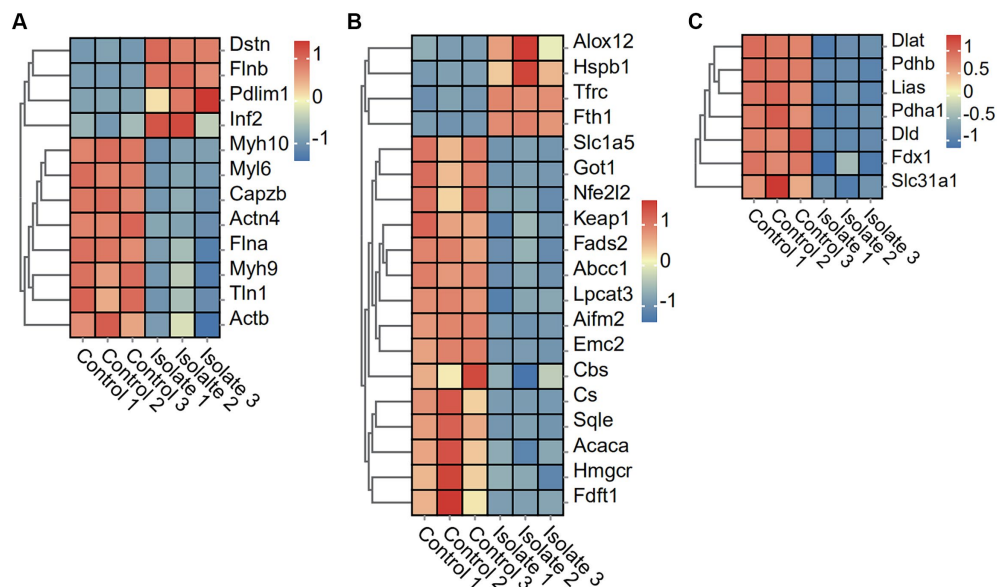 A
Dstn
Flnb
Pdlim1
Inf2
Myh10
Myl6
Capzb
Actn4
Flna
Myh9
Tln1
Actb
1
0
-1
Control 1
Control 2
Control 3
Isolate 1
Isolalte 2
Isolate 3
B
Alox12
Hspb1
Tfrc
Fth1
Slc1a5
Got1
Nfe2l2
Keap1
Fads2
Abcc1
Lpcat3
Aifm2
Emc2
Cbs
Cs
Sqle
Acaca
Hmgcr
Fdft1
1
0
-1
Control 1
Control 2
Control 3
Isolate 1
Isolate 2
Isolate 3
C
Dlat
Pdhb
Lias
Pdha1
Dld
Fdx1
Slc31a1
1
0.5
0
-0.5
-1
Control 1
Control 2
Control 3
Isolate 1
Isolate 2
Isolate 3